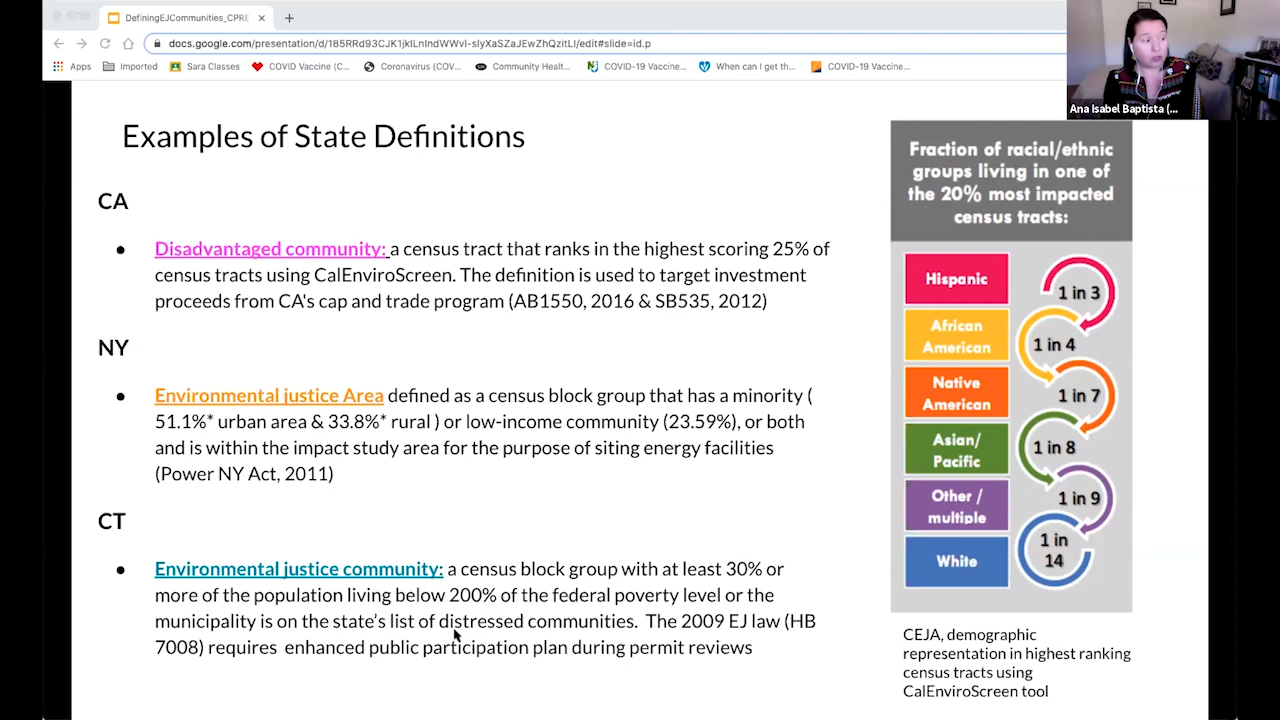 DefiningEJCommunities_CPRE
docs.google.com/presentation/d/185RRd93CJK1jkILnIndWWvI-slyXaSZaJEwZhQzitLI/edit#slide=id.p
Apps
Imported
Sara Classes
COVID Vaccine (C...
Coronavirus (COV...
Community Healt...
COVID-19 Vaccine...
When can I get th...
COVID-19 Vaccine...
Ana Isabel Baptista (...
Examples of State Definitions
CA
● Disadvantaged community: a census tract that ranks in the highest scoring 25% of
census tracts using CalEnviroScreen. The definition is used to target investment
proceeds from CA's cap and trade program (AB1550, 2016 & SB535, 2012)
NY
● Environmental justice Area defined as a census block group that has a minority (
51.1%* urban area & 33.8%* rural ) or low-income community (23.59%), or both
and is within the impact study area for the purpose of siting energy facilities
(Power NY Act, 2011)
CT
● Environmental justice community: a census block group with at least 30% or
more of the population living below 200% of the federal poverty level or the
municipality is on the state's list of distressed communities. The 2009 EJ law (HB
7008) requires enhanced public participation plan during permit reviews
Fraction of racial/ethnic
groups living in one of
the 20% most impacted
census tracts:
Hispanic
1 in 3
African
American
1 in 4
Native
American
1 in 7
Asian/
Pacific
1 in 8
Other /
multiple
1 in 9
White
1 in
14
CEJA, demographic
representation in highest ranking
census tracts using
CalEnviroScreen tool